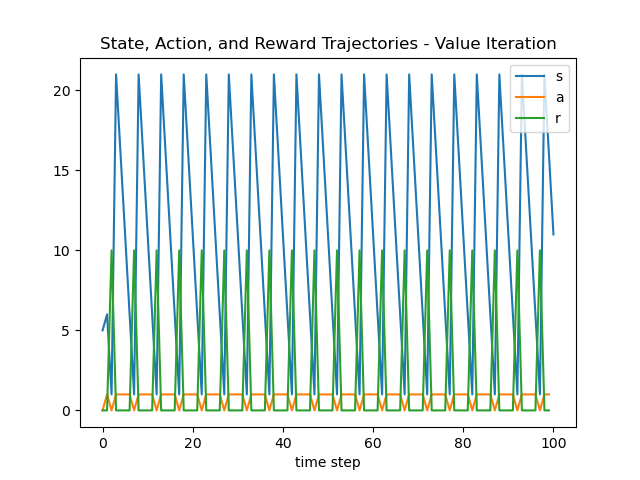 State, Action, and Reward Trajectories - Value Iteration
s
a
r
20
15
10
5
0
0 20 40 60 80 100
time step